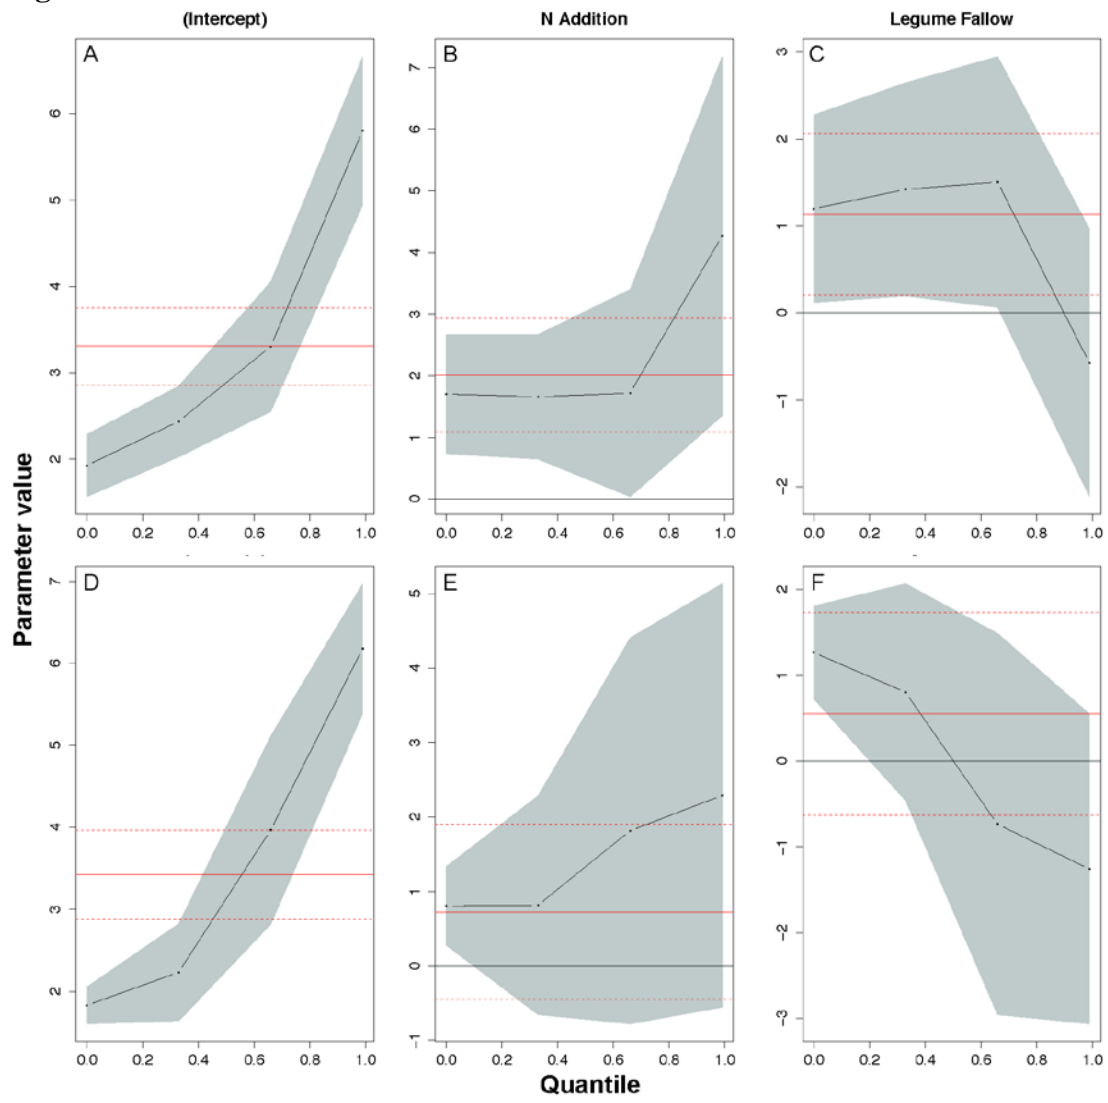 (Intercept) N Addition Legume Fallow
A B C
6 5 4 3 2
7 6 5 4 3 2 1 0
3 2 1 0 −1 −2
0.0 0.2 0.4 0.6 0.8 1.0 0.0 0.2 0.4 0.6 0.8 1.0 0.0 0.2 0.4 0.6 0.8 1.0
Parameter value
D E F
7 6 5 4 3 2
5 4 3 2 1 0 −1
2 1 0 −1 −2 −3
0.0 0.2 0.4 0.6 0.8 1.0 0.0 0.2 0.4 0.6 0.8 1.0 0.0 0.2 0.4 0.6 0.8 1.0
Quantile